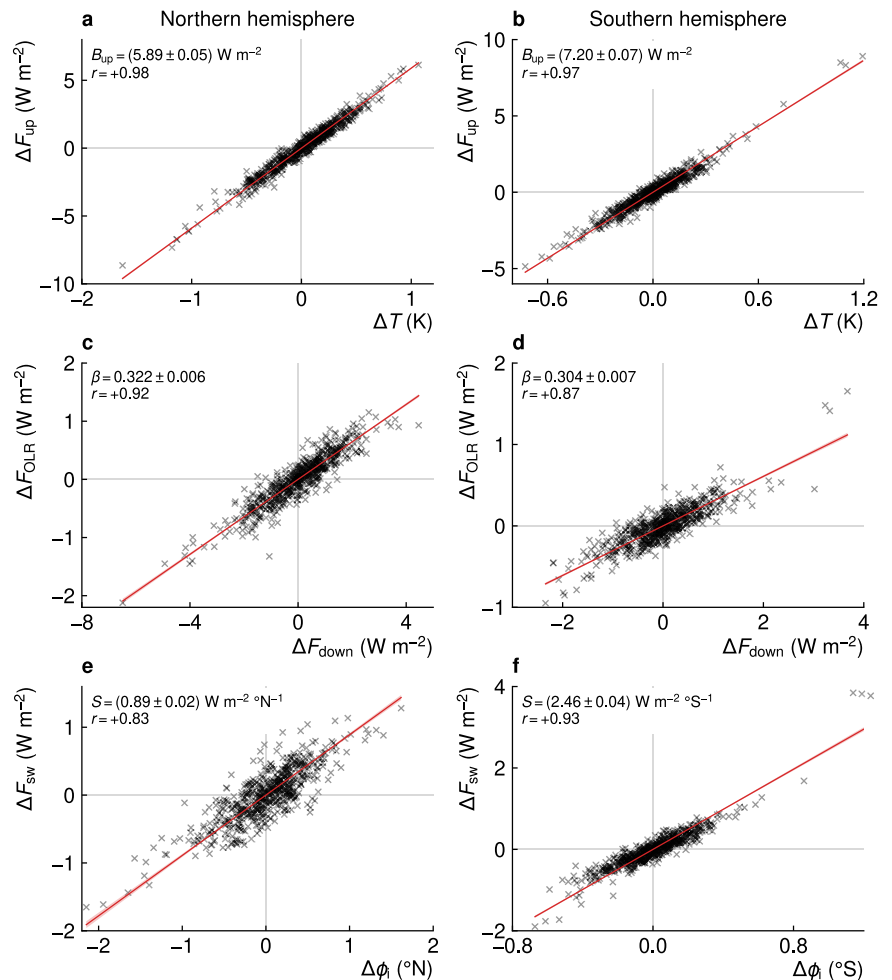 Northern hemisphere
Southern hemisphere
a
B_up = (5.89 ± 0.05) W m−2
r = +0.98
ΔF_up (W m−2)
5
0
−5
−10
−2
−1
0
1
ΔT (K)
b
B_up = (7.20 ± 0.07) W m−2
r = +0.97
ΔF_up (W m−2)
10
5
0
−5
−0.6
0.0
0.6
1.2
ΔT (K)
c
β = 0.322 ± 0.006
r = +0.92
ΔF_OLR (W m−2)
2
1
0
−1
−2
−8
−4
0
4
ΔF_down (W m−2)
d
β = 0.304 ± 0.007
r = +0.87
ΔF_OLR (W m−2)
2
1
0
−1
−2
0
2
4
ΔF_down (W m−2)
e
S = (0.89 ± 0.02) W m−2 °N−1
r = +0.83
ΔF_sw (W m−2)
2
1
0
−1
−2
−2
−1
0
1
2
Δϕ_i (°N)
f
S = (2.46 ± 0.04) W m−2 °S−1
r = +0.93
ΔF_sw (W m−2)
4
2
0
−2
−0.8
0.0
0.8
Δϕ_i (°S)